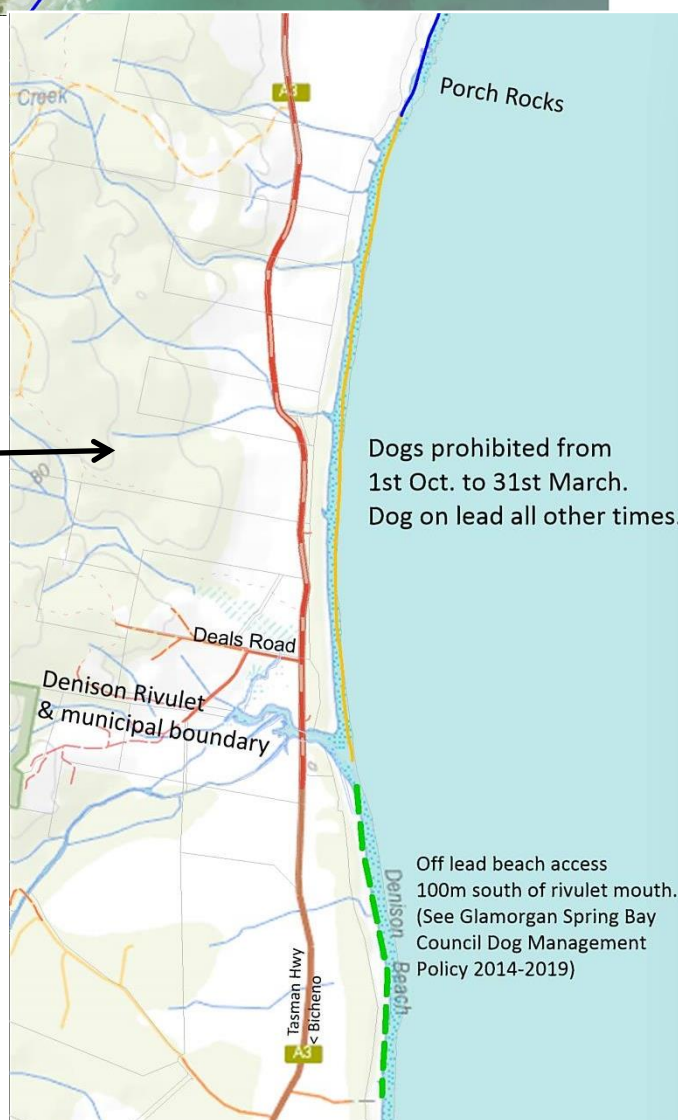 Creek
A3
Porch Rocks
Dogs prohibited from
1st Oct. to 31st March.
Dog on lead all other times.
80
Deals Road
Denison Rivulet
& municipal boundary
Off lead beach access
100m south of rivulet mouth.
(See Glamorgan Spring Bay
Council Dog Management
Policy 2014-2019)
Denison
Beach
Tasman Hwy
< Bicheno
A3